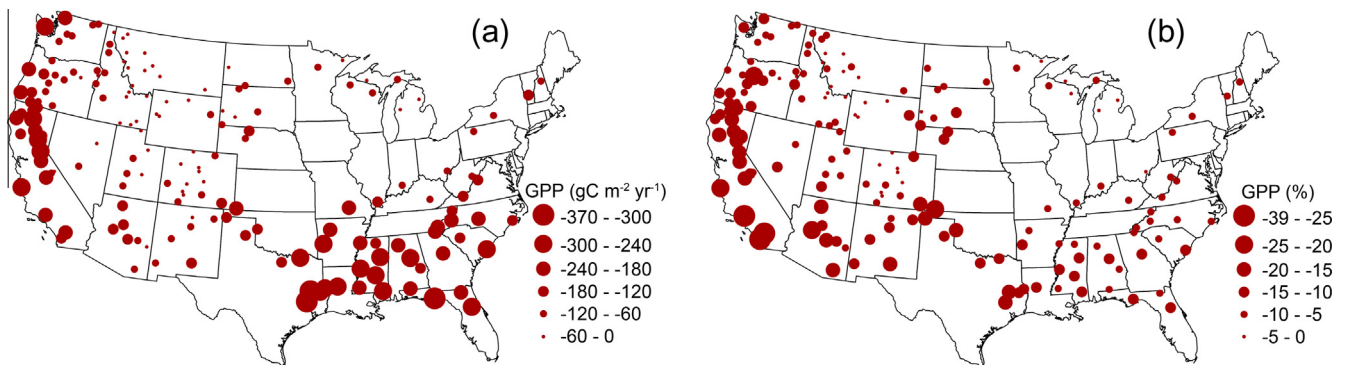 (a)
GPP (gC m⁻² yr⁻¹)
-370 - -300
-300 - -240
-240 - -180
-180 - -120
-120 - -60
-60 - 0
(b)
GPP (%)
-39 - -25
-25 - -20
-20 - -15
-15 - -10
-10 - -5
-5 - 0